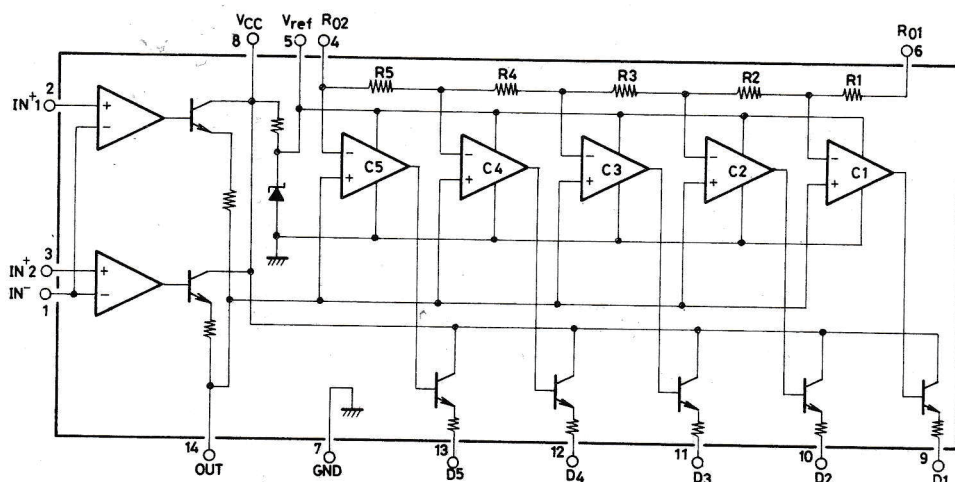 VCC Vref RO2 RO1
8 5 4 6
R5 R4 R3 R2 R1
2
IN+1
+
-
- - - - -
C5 C4 C3 C2 C1
+ + + + +
3
IN+2
+
IN-
-
1
14 7 13 12 11 10 9
OUT GND D5 D4 D3 D2 D1